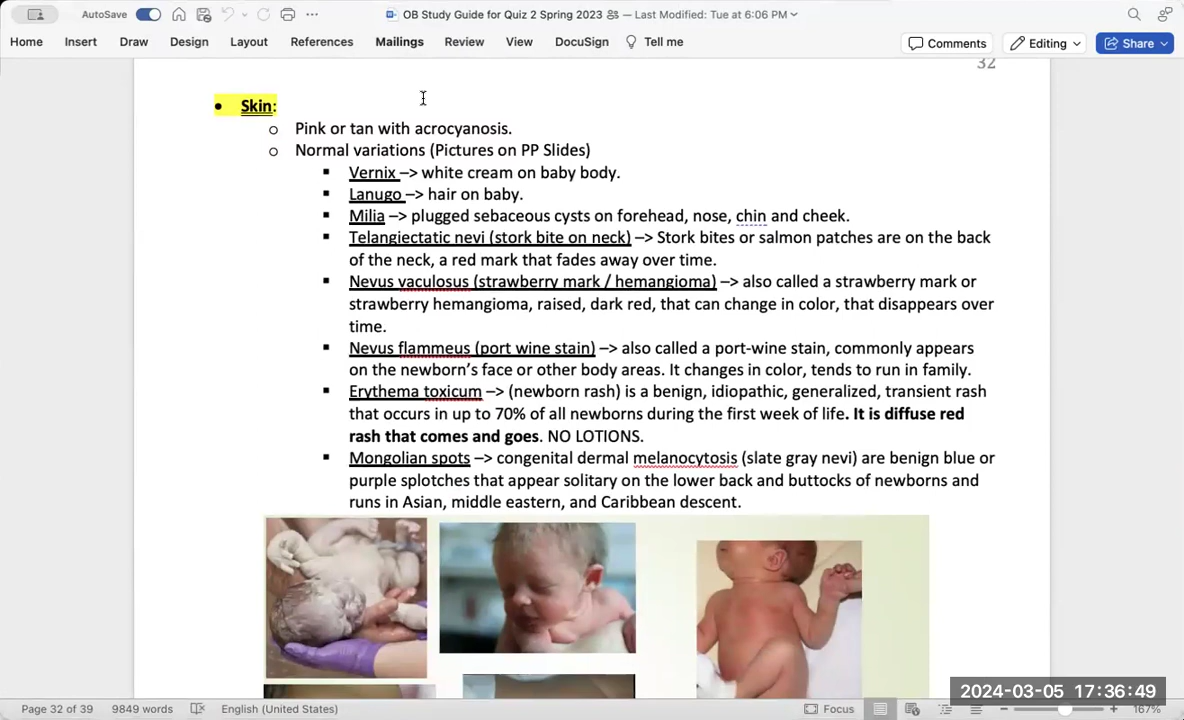 AutoSave
OB Study Guide for Quiz 2 Spring 2023 — Last Modified: Tue at 6:06 PM
Home Insert Draw Design Layout References Mailings Review View DocuSign Tell me Comments Editing Share
32
• Skin:
o Pink or tan with acrocyanosis.
o Normal variations (Pictures on PP Slides)
▪ Vernix –> white cream on baby body.
▪ Lanugo –> hair on baby.
▪ Milia –> plugged sebaceous cysts on forehead, nose, chin and cheek.
▪ Telangiectatic nevi (stork bite on neck) –> Stork bites or salmon patches are on the back
of the neck, a red mark that fades away over time.
▪ Nevus vaculosus (strawberry mark / hemangioma) –> also called a strawberry mark or
strawberry hemangioma, raised, dark red, that can change in color, that disappears over
time.
▪ Nevus flammeus (port wine stain) –> also called a port-wine stain, commonly appears
on the newborn's face or other body areas. It changes in color, tends to run in family.
▪ Erythema toxicum –> (newborn rash) is a benign, idiopathic, generalized, transient rash
that occurs in up to 70% of all newborns during the first week of life. It is diffuse red
rash that comes and goes. NO LOTIONS.
▪ Mongolian spots –> congenital dermal melanocytosis (slate gray nevi) are benign blue or
purple splotches that appear solitary on the lower back and buttocks of newborns and
runs in Asian, middle eastern, and Caribbean descent.
2024-03-05 17:36:49
Page 32 of 39 9849 words English (United States) Focus 167%